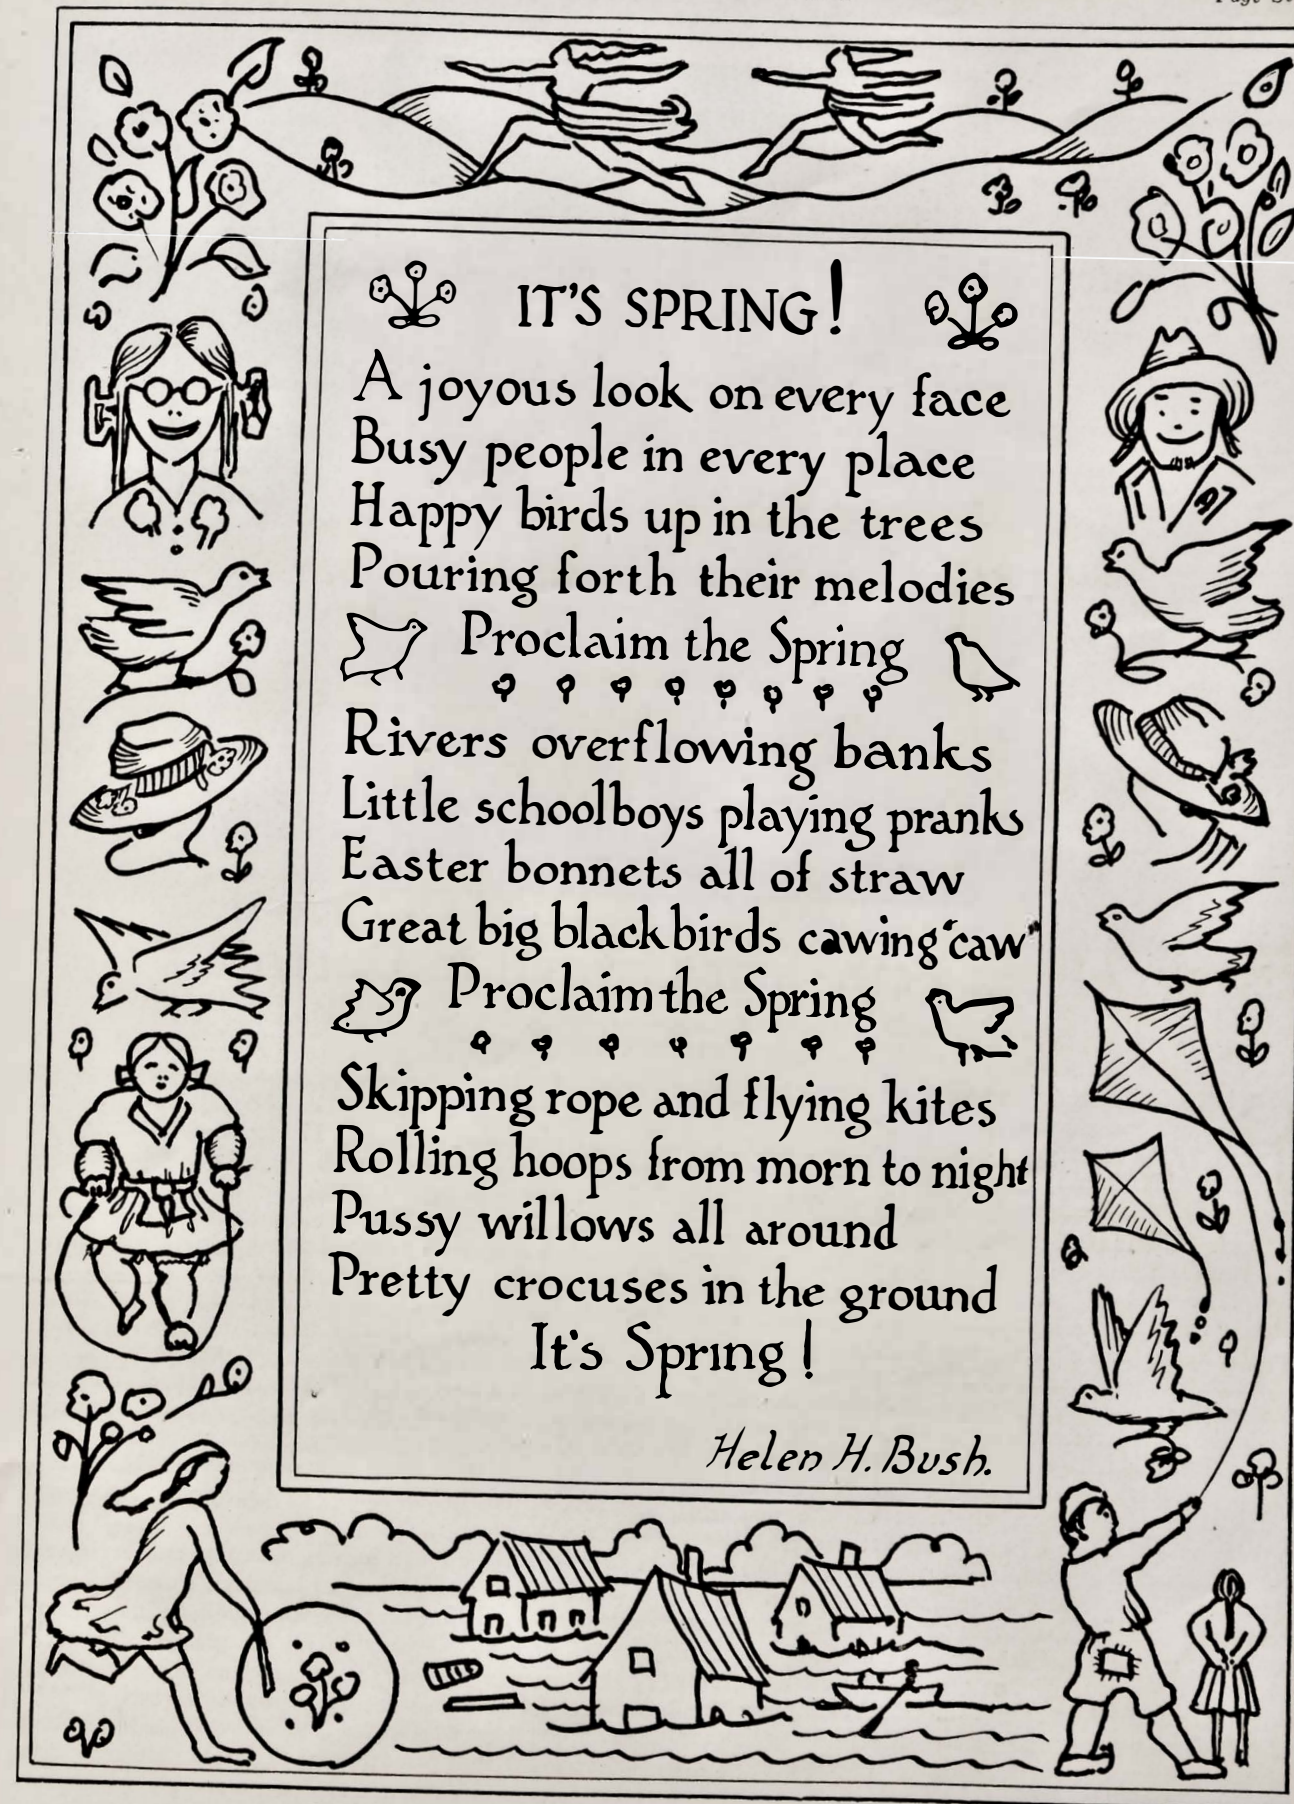 IT'S SPRING!
A joyous look on every face
Busy people in every place
Happy birds up in the trees
Pouring forth their melodies
Proclaim the Spring
Rivers overflowing banks
Little schoolboys playing pranks
Easter bonnets all of straw
Great big blackbirds cawing "caw"
Proclaim the Spring
Skipping rope and flying kites
Rolling hoops from morn to night
Pussy willows all around
Pretty crocuses in the ground
It's Spring!
Helen H. Bush.